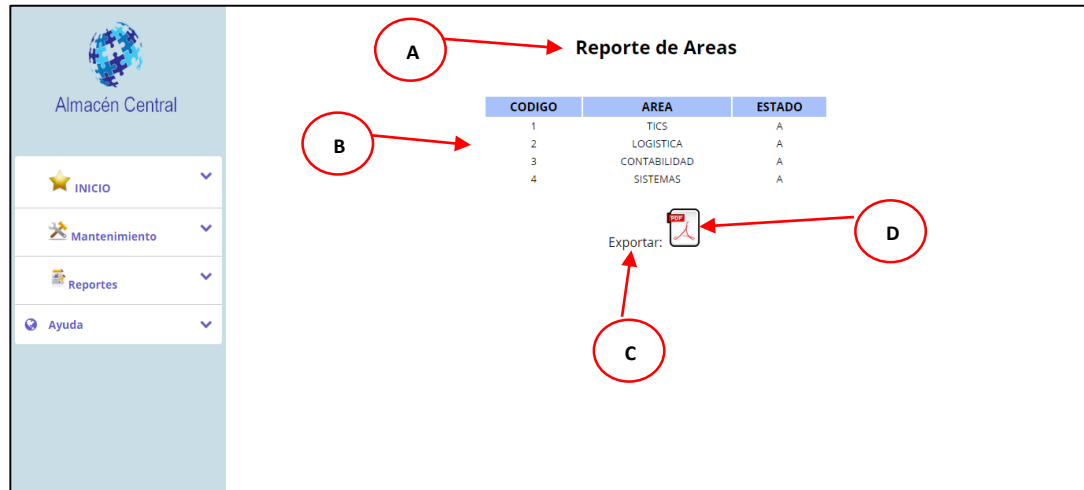 Almacén Central
INICIO
Mantenimiento
Reportes
Ayuda
A
Reporte de Areas
B
CODIGO AREA ESTADO
1 TICS A
2 LOGISTICA A
3 CONTABILIDAD A
4 SISTEMAS A
Exportar:
PDF
D
C